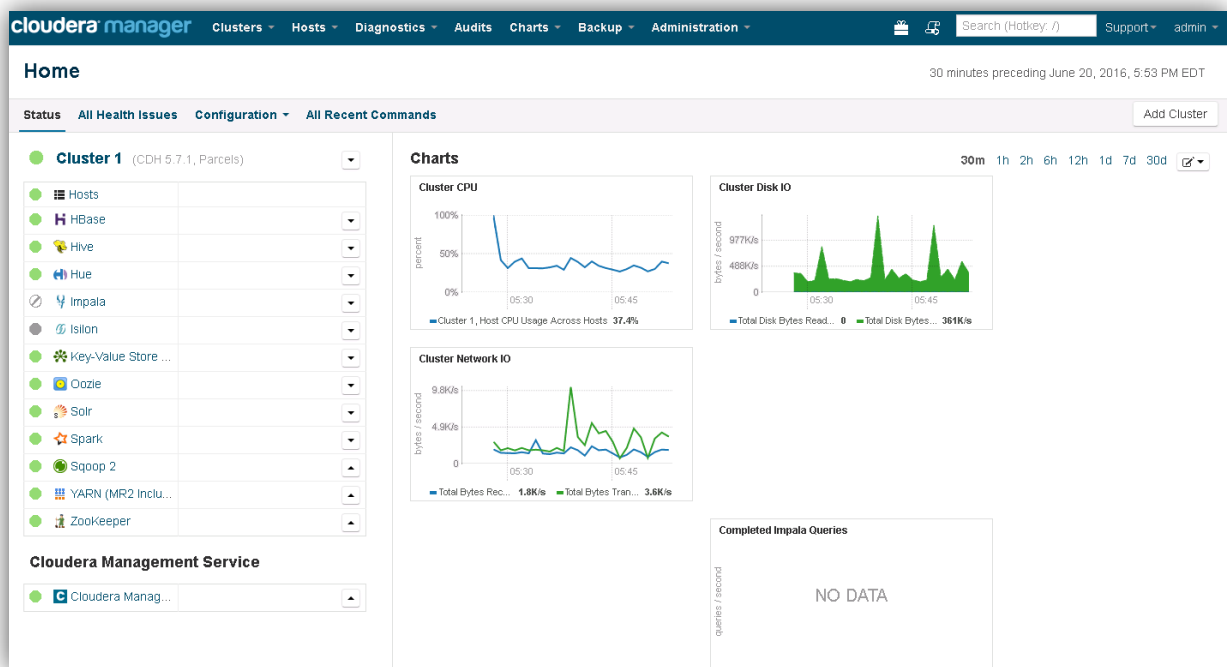 cloudera manager Clusters Hosts Diagnostics Audits Charts Backup Administration Search (Hotkey: /) Support admin
Home
30 minutes preceding June 20, 2016, 5:53 PM EDT
Status All Health Issues Configuration All Recent Commands Add Cluster
Cluster 1 (CDH 5.7.1, Parcels)
Hosts
HBase
Hive
Hue
Impala
Isilon
Key-Value Store ...
Oozie
Solr
Spark
Sqoop 2
YARN (MR2 Inclu...
ZooKeeper
Cloudera Management Service
C Cloudera Manag...
Charts
30m 1h 2h 6h 12h 1d 7d 30d
Cluster CPU
percent
100%
50%
0%
05:30 05:45
Cluster 1, Host CPU Usage Across Hosts 37.4%
Cluster Disk IO
bytes / second
977K/s
488K/s
0
05:30 05:45
Total Disk Bytes Read... 0 Total Disk Bytes... 361K/s
Cluster Network IO
bytes / second
9.8K/s
4.9K/s
0
05:30 05:45
Total Bytes Rec... 1.8K/s Total Bytes Tran... 3.6K/s
Completed Impala Queries
queries / second
NO DATA